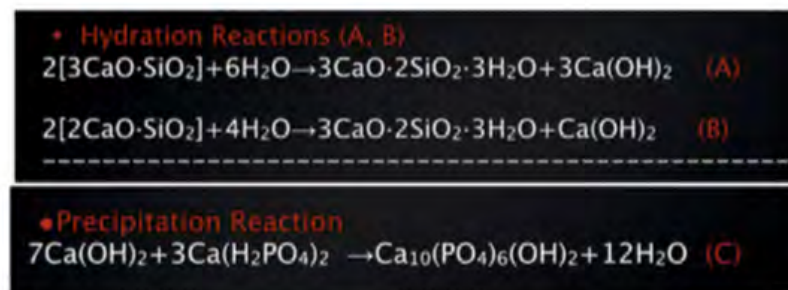 • Hydration Reactions (A, B)
2[3CaO·SiO₂]+6H₂O→3CaO·2SiO₂·3H₂O+3Ca(OH)₂ (A)
2[2CaO·SiO₂]+4H₂O→3CaO·2SiO₂·3H₂O+Ca(OH)₂ (B)
•Precipitation Reaction
7Ca(OH)₂+3Ca(H₂PO₄)₂ →Ca₁₀(PO₄)₆(OH)₂+12H₂O (C)